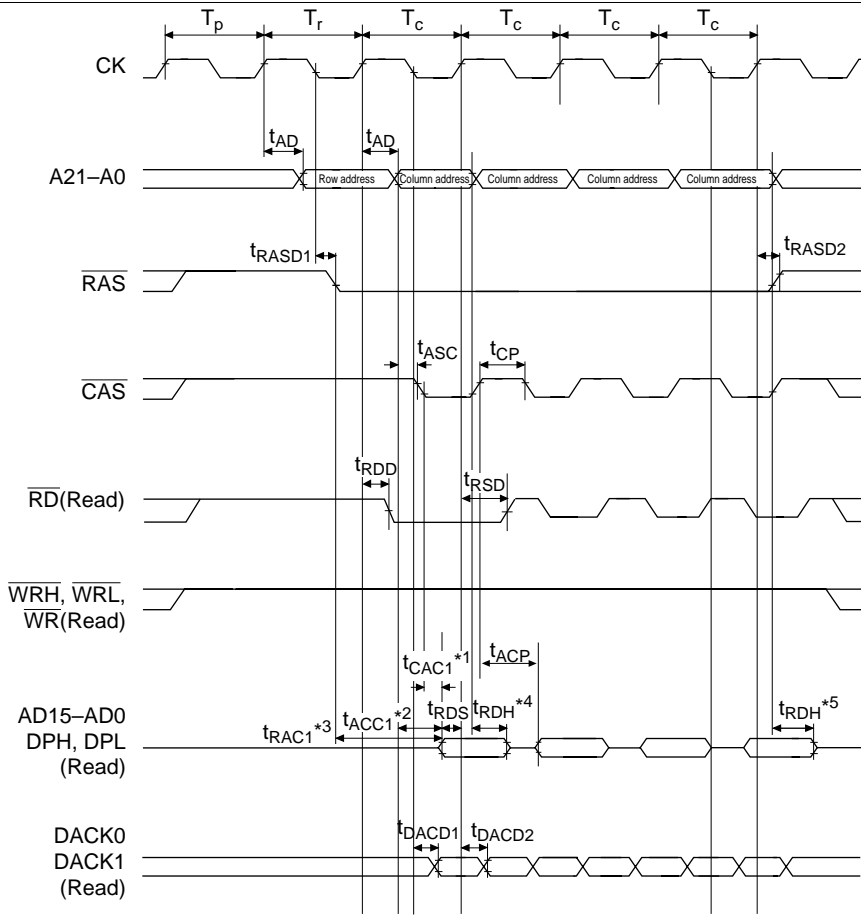 Tp Tr Tc Tc Tc Tc
CK
tAD tAD
A21–A0 Row address Column address Column address Column address Column address
tRASD1 tRASD2
RAS
tASC tCP
CAS
tRDD tRSD
RD(Read)
WRH, WRL,
WR(Read)
tCAC1*1 tACP
AD15–AD0
DPH, DPL
(Read)
tRAC1*3 tACC1*2 tRDS tRDH*4 tRDH*5
DACK0
DACK1
(Read)
tDACD1 tDACD2